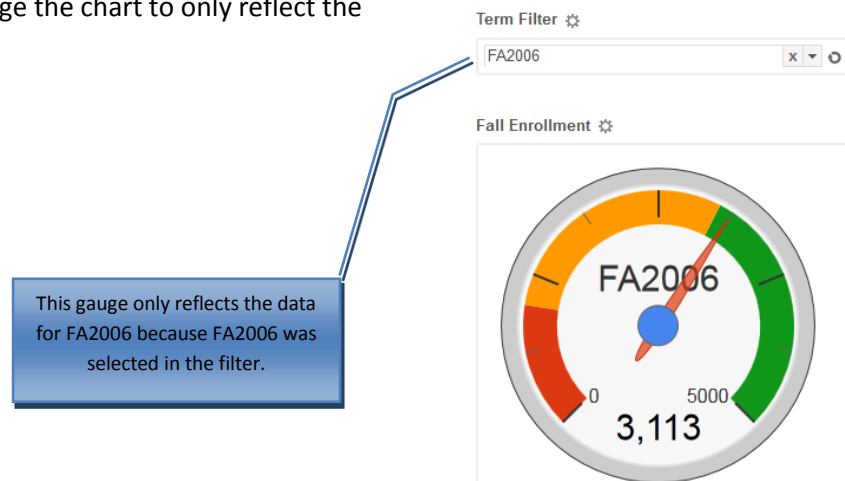 ge the chart to only reflect the
Term Filter
FA2006 x
Fall Enrollment
This gauge only reflects the data
for FA2006 because FA2006 was
selected in the filter.
FA2006
0 5000
3,113